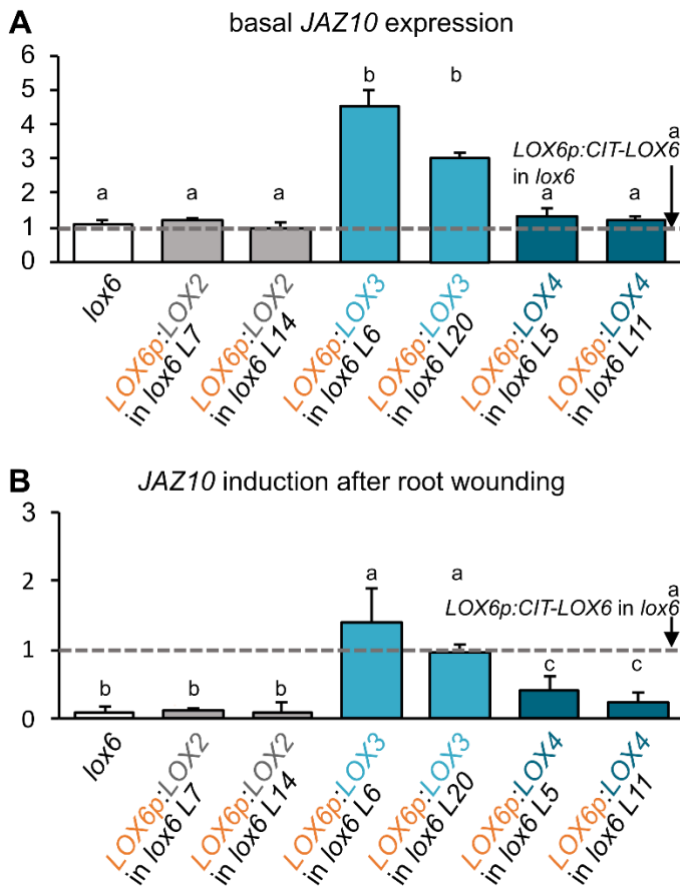 A
basal JAZ10 expression
6
5
4
3
2
1
0
a
a
a
b
b
a
a
LOX6p:CIT-LOX6
in lox6
a
lox6
LOX6p:LOX2
in lox6 L7
LOX6p:LOX2
in lox6 L14
LOX6p:LOX3
in lox6 L6
LOX6p:LOX3
in lox6 L20
LOX6p:LOX4
in lox6 L5
LOX6p:LOX4
in lox6 L11
B
JAZ10 induction after root wounding
3
2
1
0
b
b
b
a
a
c
c
a
LOX6p:CIT-LOX6 in lox6
lox6
LOX6p:LOX2
in lox6 L7
LOX6p:LOX2
in lox6 L14
LOX6p:LOX3
in lox6 L6
LOX6p:LOX3
in lox6 L20
LOX6p:LOX4
in lox6 L5
LOX6p:LOX4
in lox6 L11